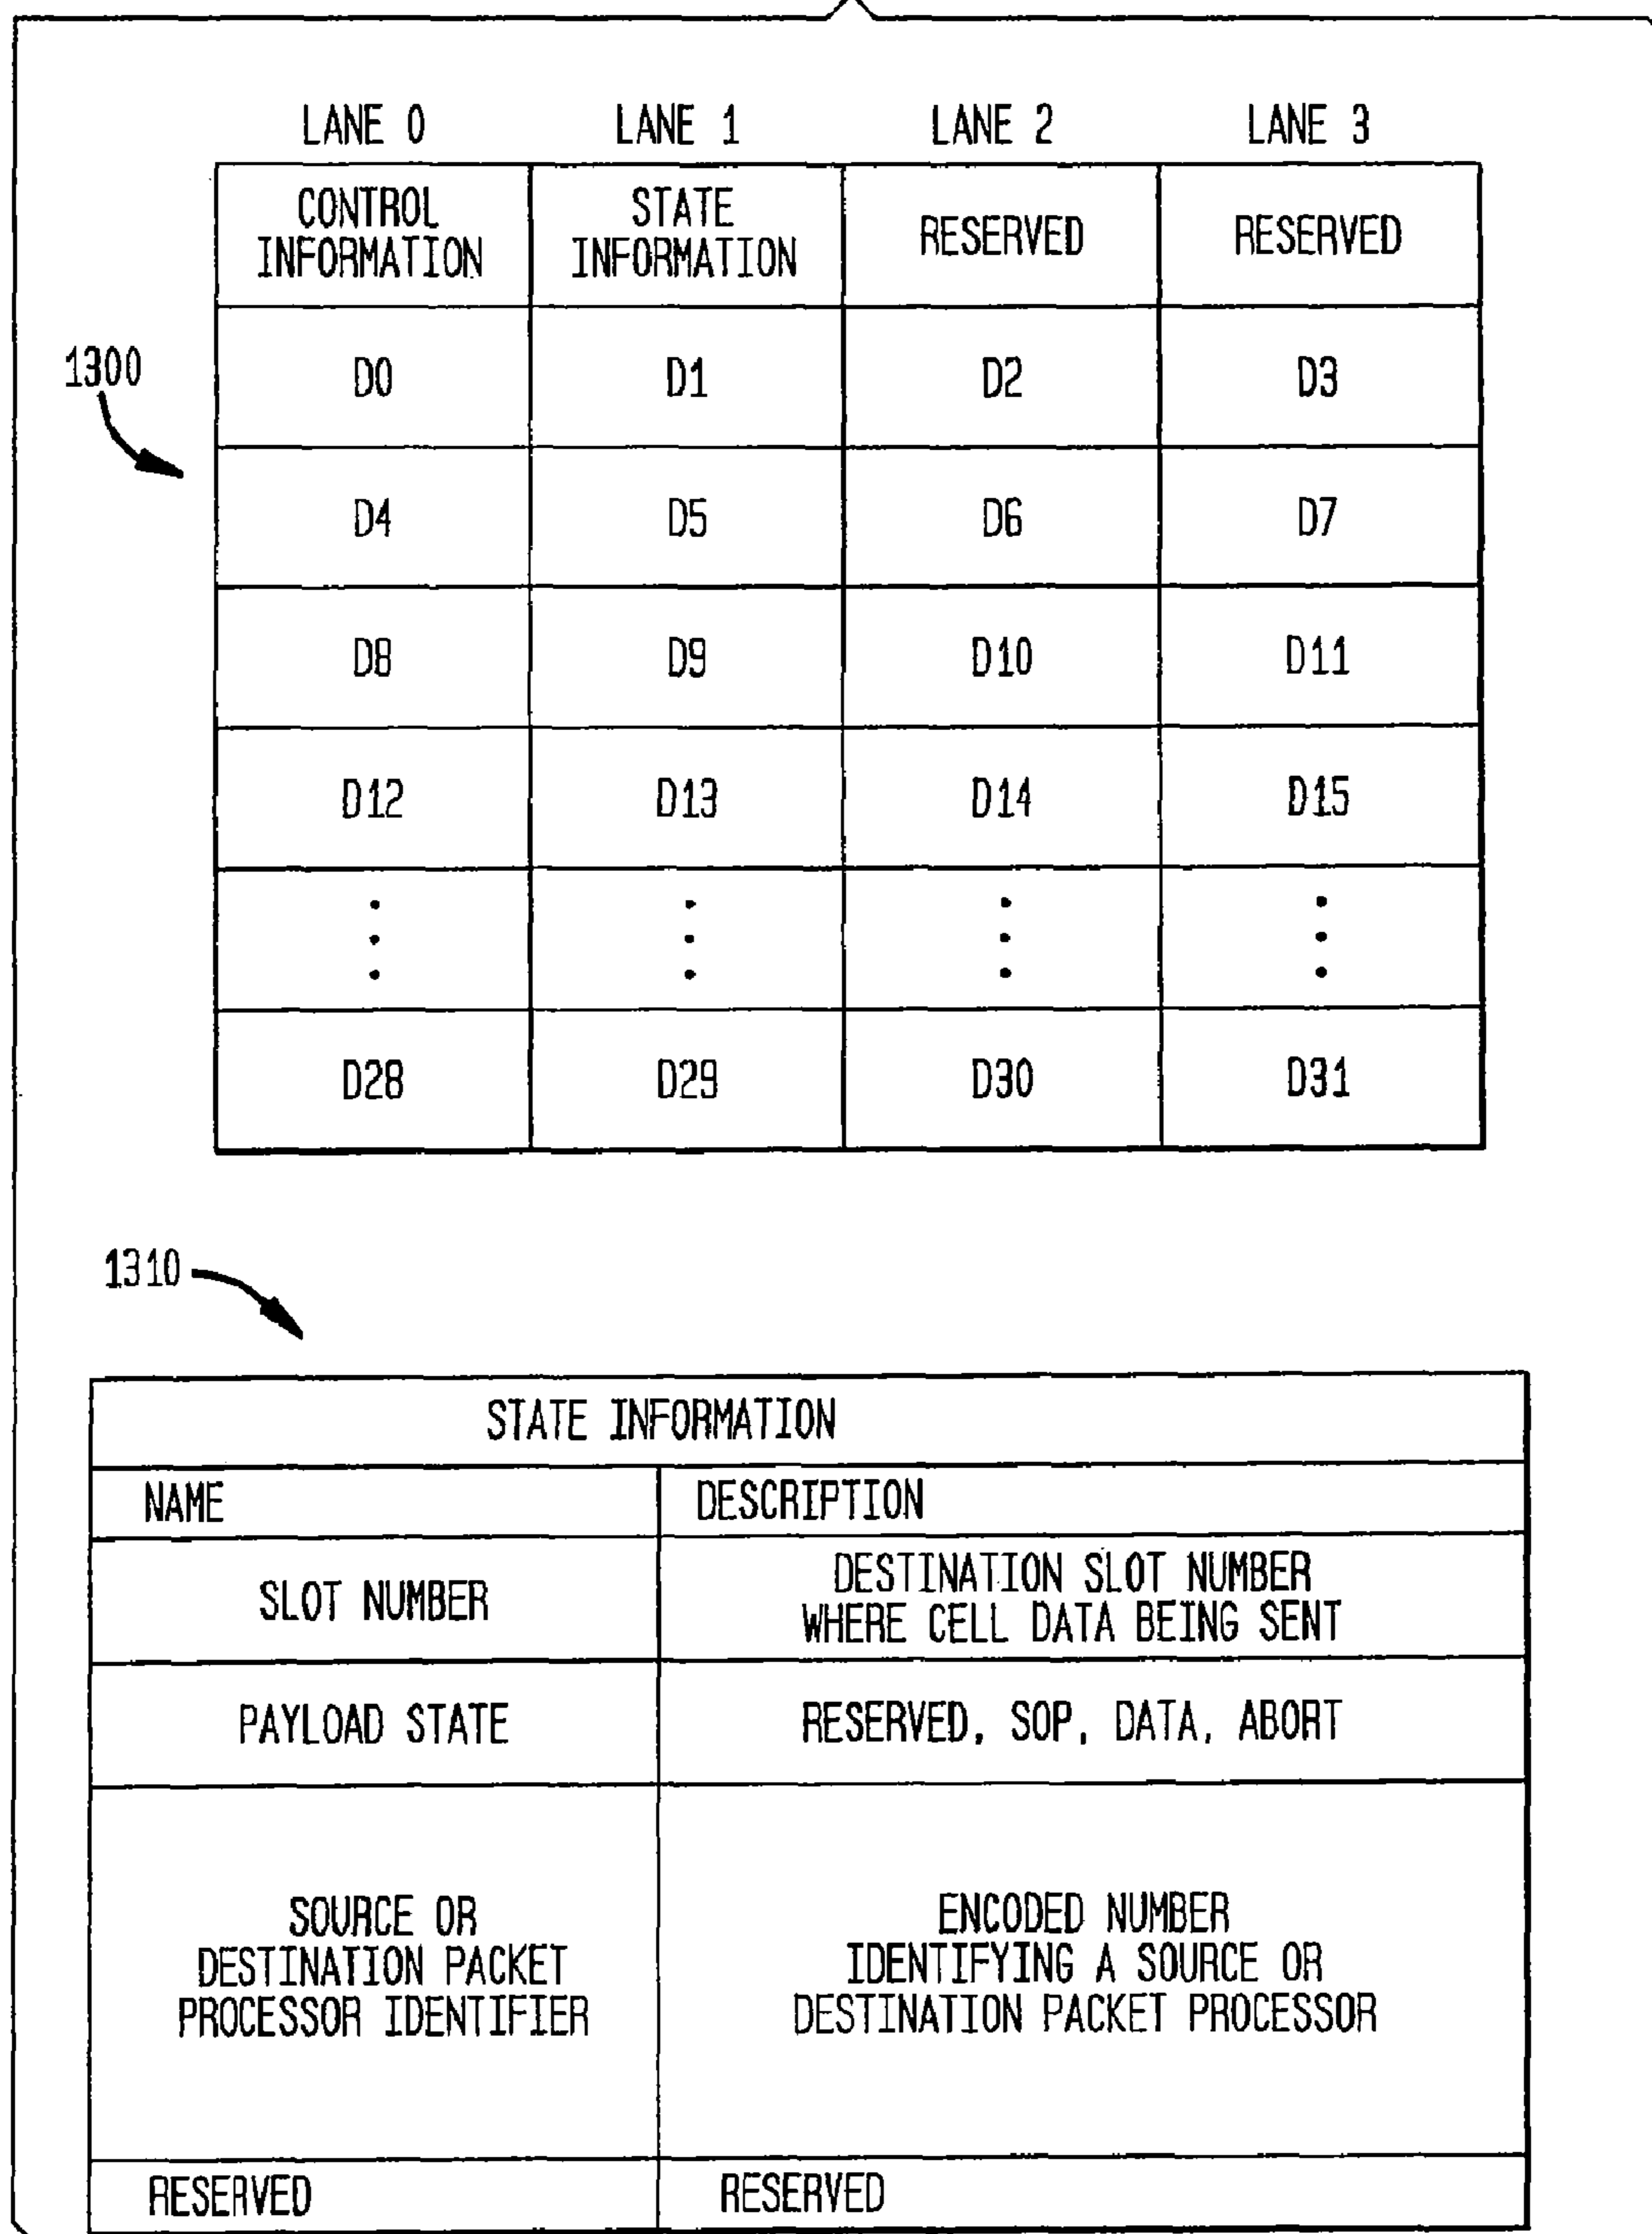 LANE 0 LANE 1 LANE 2 LANE 3
CONTROL INFORMATION STATE INFORMATION RESERVED RESERVED
1300
D0 D1 D2 D3
D4 D5 D6 D7
D8 D9 D10 D11
D12 D13 D14 D15
D28 D29 D30 D31
1310
STATE INFORMATION
NAME DESCRIPTION
SLOT NUMBER
DESTINATION SLOT NUMBER
WHERE CELL DATA BEING SENT
PAYLOAD STATE
RESERVED, SOP, DATA, ABORT
SOURCE OR
DESTINATION PACKET
PROCESSOR IDENTIFIER
ENCODED NUMBER
IDENTIFYING A SOURCE OR
DESTINATION PACKET PROCESSOR
RESERVED RESERVED